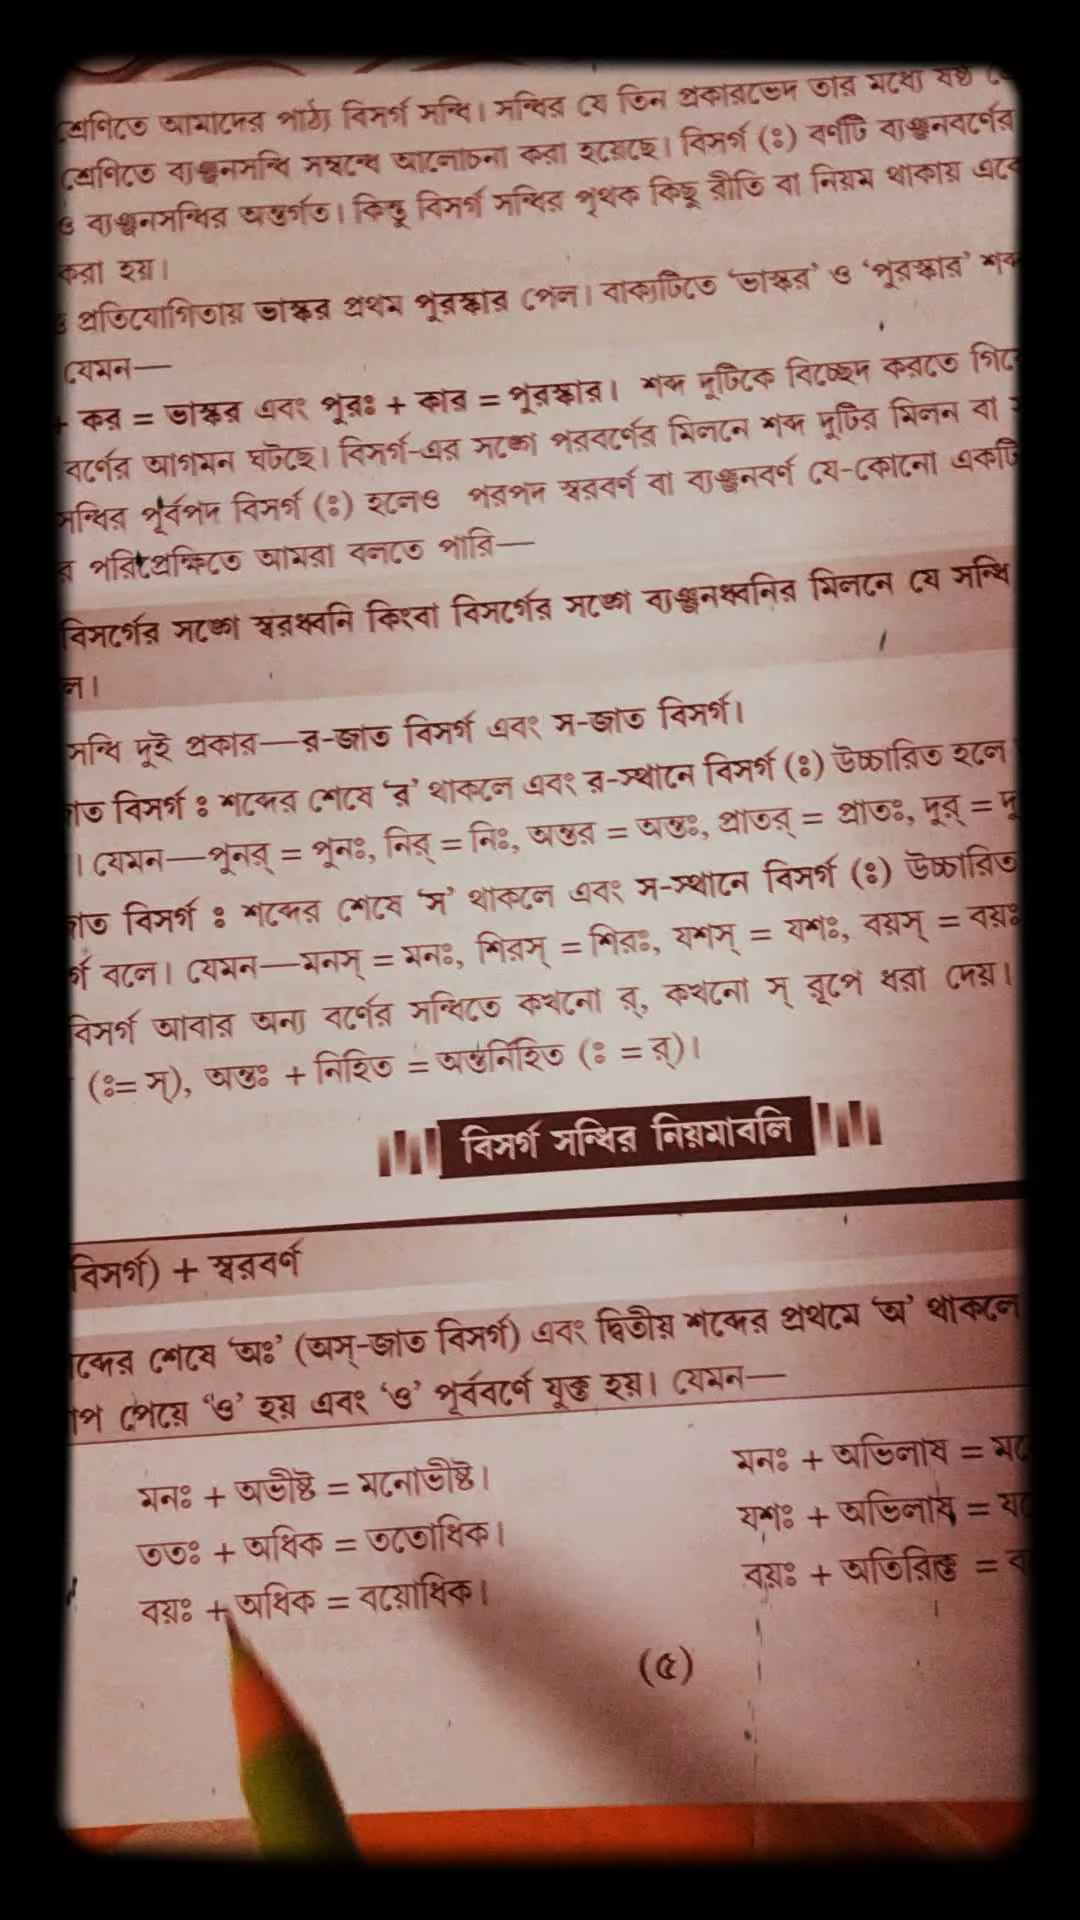 শ্রেণিতে আমাদের পাঠ্য বিসর্গ সন্ধি। সন্ধির যে তিন প্রকারভেদ তার মধ্যে ষষ্ঠ
শ্রেণিতে ব্যঞ্জনসন্ধি সম্বন্ধে আলোচনা করা হয়েছে। বিসর্গ (ঃ) বর্ণটি ব্যঞ্জনবর্ণের
ও ব্যঞ্জনসন্ধির অন্তর্গত। কিন্তু বিসর্গ সন্ধির পৃথক কিছু রীতি বা নিয়ম থাকায়
করা হয়।
প্রতিযোগিতায় ভাস্কর প্রথম পুরস্কার পেল। বাক্যটিতে ‘ভাস্কর’ ও ‘পুরস্কার’
যেমন—
+ কর = ভাস্কর এবং পুরঃ + কার = পুরস্কার। শব্দ দুটিকে বিচ্ছেদ করতে
বর্ণের আগমন ঘটছে। বিসর্গ-এর সঙ্গে পরবর্ণের মিলনে শব্দ দুটির মিলন বা
সন্ধির পূর্বপদ বিসর্গ (ঃ) হলেও পরপদ স্বরবর্ণ বা ব্যঞ্জনবর্ণ যে-কোনো একটি
র পরিপ্রেক্ষিতে আমরা বলতে পারি—
বিসর্গের সঙ্গে স্বরধ্বনি কিংবা বিসর্গের সঙ্গে ব্যঞ্জনধ্বনির মিলনে যে সন্ধি
ল।
সন্ধি দুই প্রকার—র-জাত বিসর্গ এবং স-জাত বিসর্গ।
জাত বিসর্গ ঃ শব্দের শেষে ‘র’ থাকলে এবং র-স্থানে বিসর্গ (ঃ) উচ্চারিত হলে
। যেমন—পুনর্ = পুনঃ, নির্ = নিঃ, অন্তর = অন্তঃ, প্রাতর্ = প্রাতঃ, দুর্ = দু
জাত বিসর্গ ঃ শব্দের শেষে ‘স’ থাকলে এবং স-স্থানে বিসর্গ (ঃ) উচ্চারিত
র্গ বলে। যেমন—মনস্ = মনঃ, শিরস্ = শিরঃ, যশস্ = যশঃ, বয়স্ = বয়ঃ
বিসর্গ আবার অন্য বর্ণের সন্ধিতে কখনো র্, কখনো স্ রূপে ধরা দেয়।
(ঃ= স্), অন্তঃ + নিহিত = অন্তর্নিহিত (ঃ = র্)।
বিসর্গ সন্ধির নিয়মাবলি
বিসর্গ) + স্বরবর্ণ
ব্দের শেষে ‘অঃ’ (অস্-জাত বিসর্গ) এবং দ্বিতীয় শব্দের প্রথমে ‘অ’ থাকলে
প পেয়ে ‘ও’ হয় এবং ‘ও’ পূর্ববর্ণে যুক্ত হয়। যেমন—
মনঃ + অভীষ্ট = মনোভীষ্ট।
ততঃ + অধিক = ততোধিক।
বয়ঃ + অধিক = বয়োধিক।
মনঃ + অভিলাষ =
যশঃ + অভিলাষ =
বয়ঃ + অতিরিক্ত =
(৫)